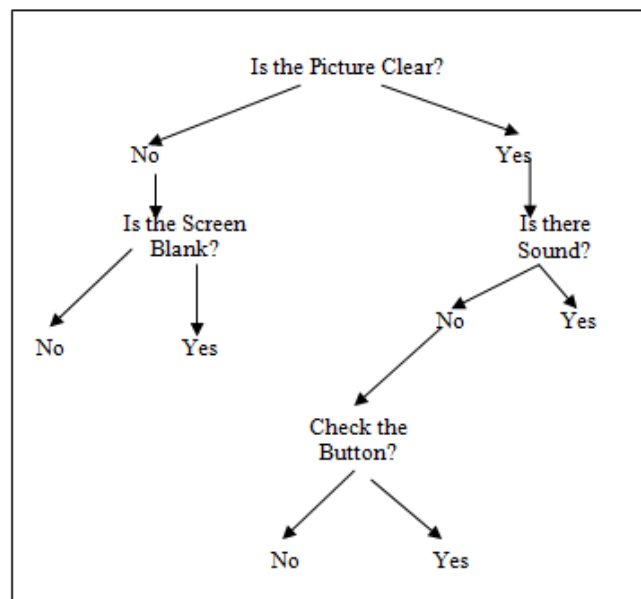 Is the Picture Clear?
No
Yes
Is the Screen
Blank?
Is there
Sound?
No
Yes
No
Yes
Check the
Button?
No
Yes